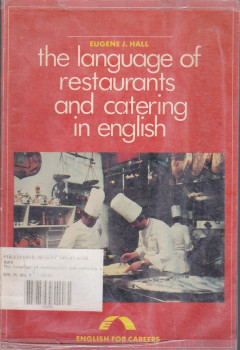 EUGENE J. HALL
the language of
restaurants
and catering
in english
ENGLISH FOR CAREERS